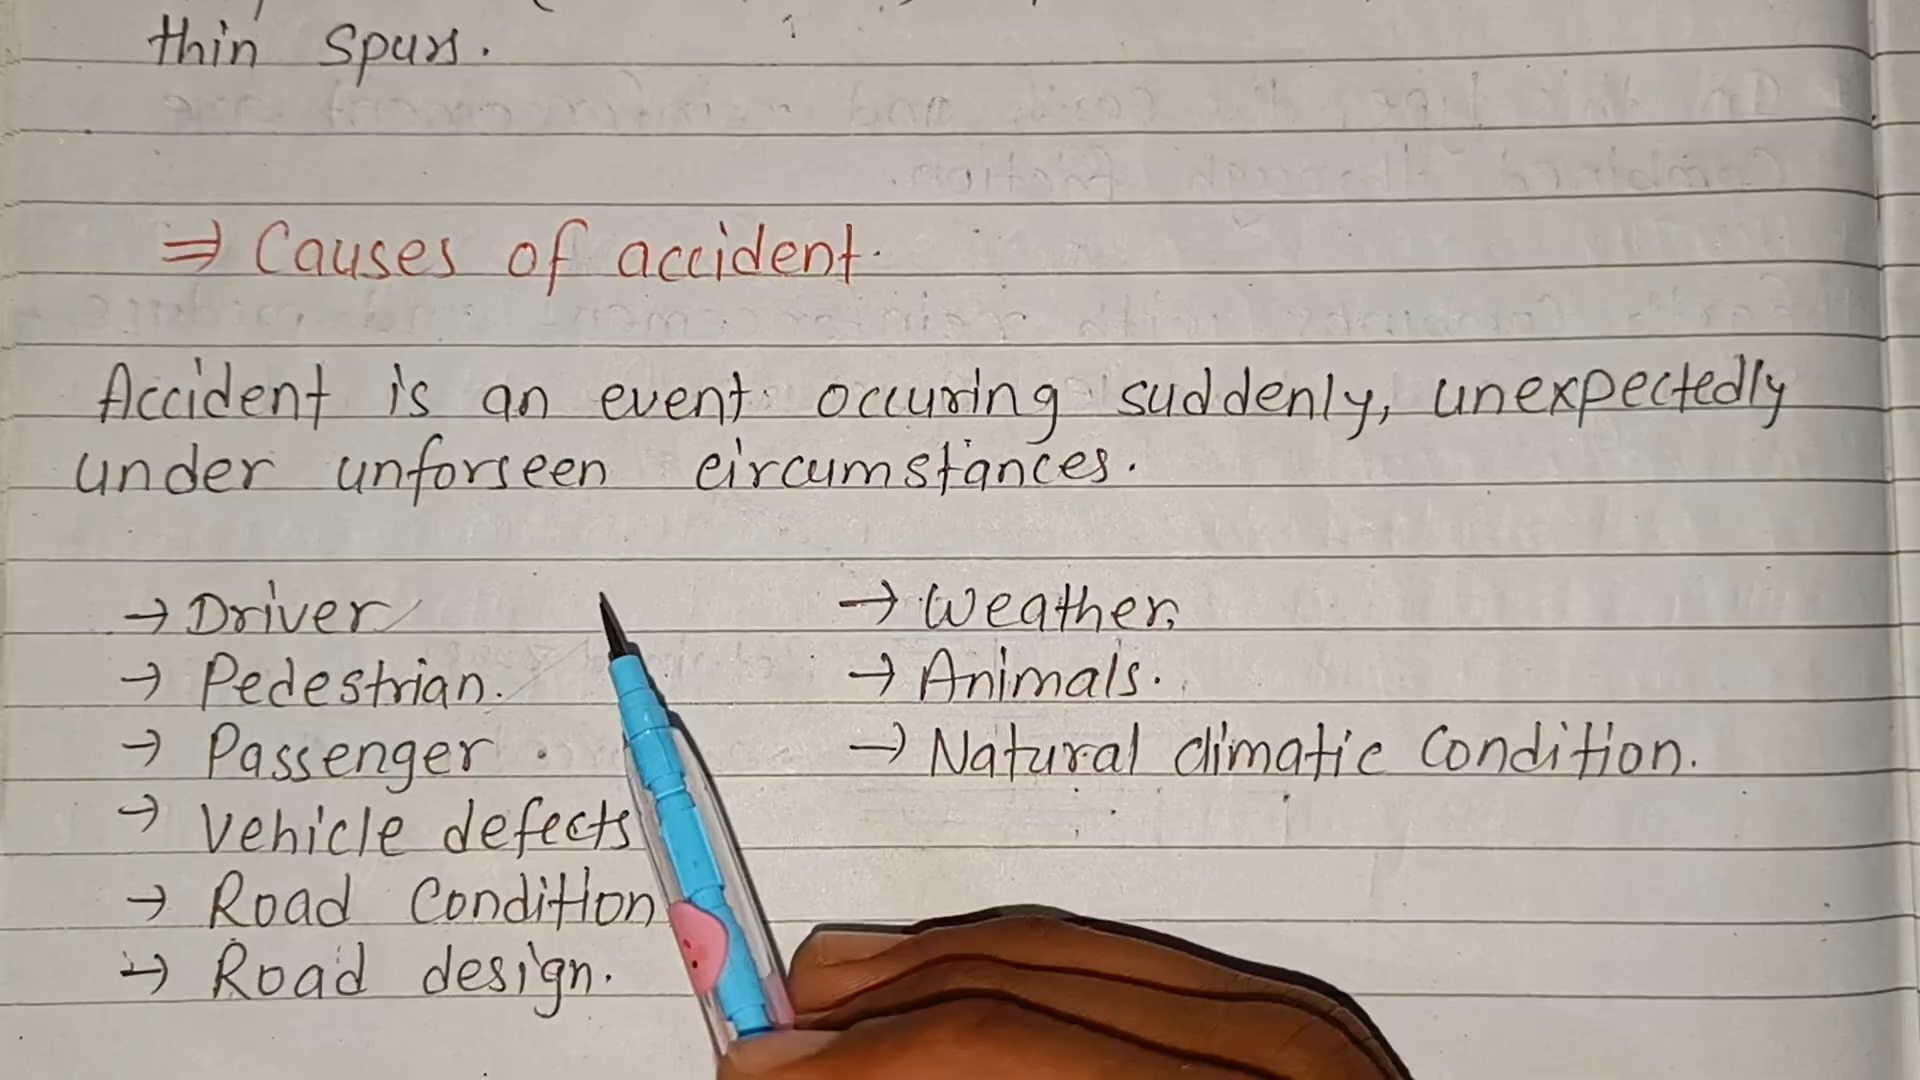 thin spurs.
⇒ Causes of accident.
Accident is an event occuring suddenly, unexpectedly
under unforseen circumstances.
→ Driver
→ Pedestrian.
→ Passenger.
→ Vehicle defects
→ Road Condition
→ Road design.
→ Weather,
→ Animals.
→ Natural climatic Condition.